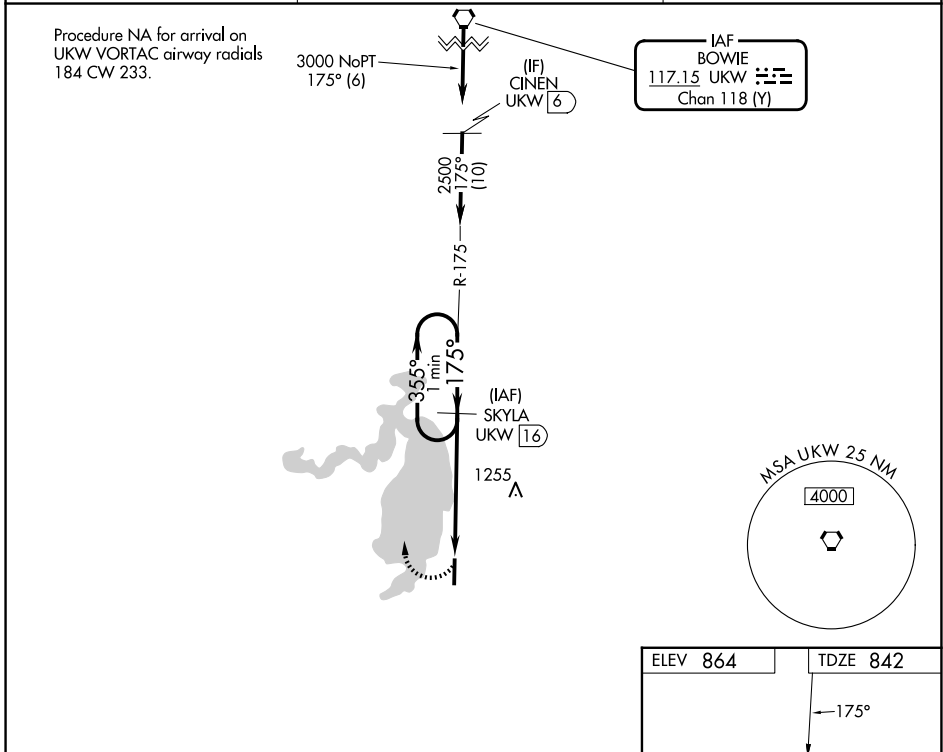 Procedure NA for arrival on
UKW VORTAC airway radials
184 CW 233.
3000 NoPT
175° (6)
IAF
BOWIE
117.15 UKW
Chan 118 (Y)
(IF)
CINEN
UKW 6
2500
175°
(10)
R-175
355°
1 min
175°
(IAF)
SKYLA
UKW 16
1255
MSA UKW 25 NM
4000
ELEV 864
TDZE 842
175°